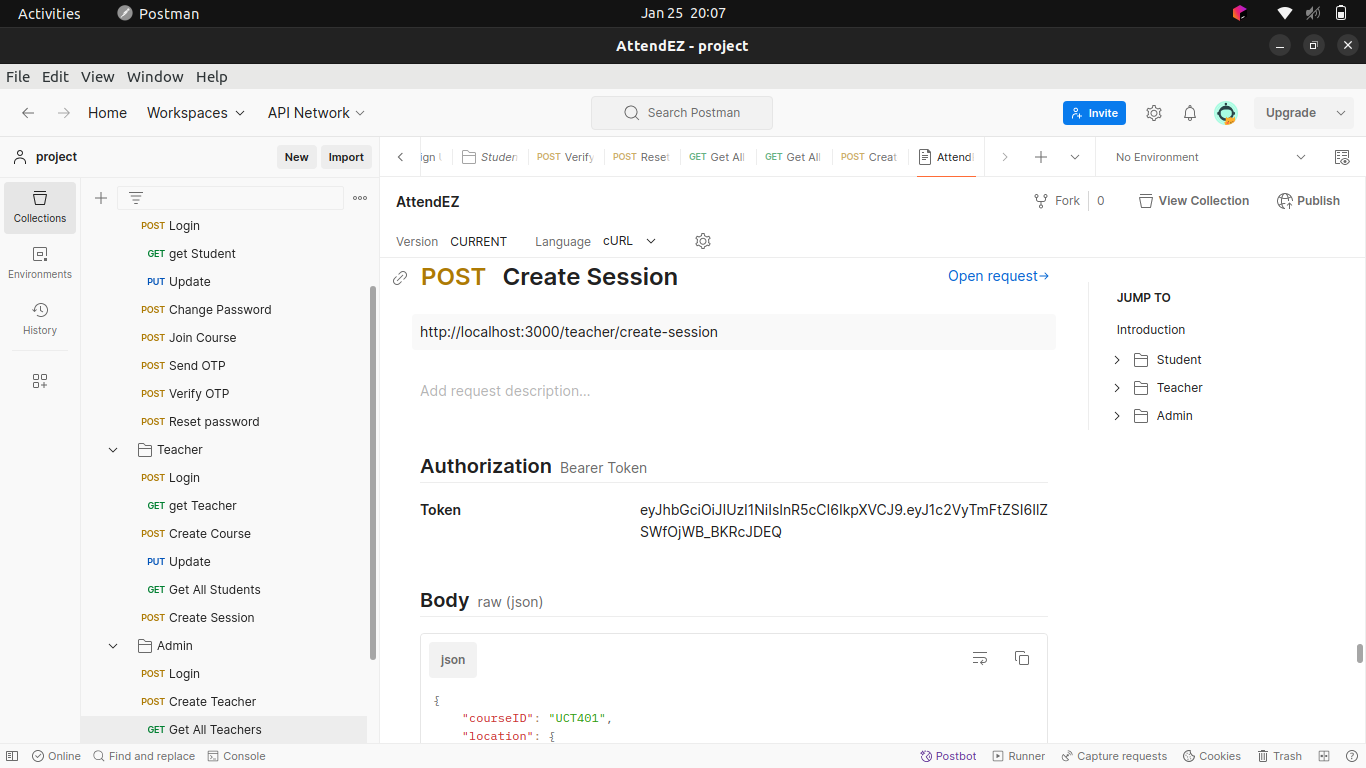 Activities Postman Jan 25 20:07
AttendEZ - project
File Edit View Window Help
Home Workspaces API Network Search Postman Invite Upgrade
project New Import
Studen POST Verify POST Reset GET Get All GET Get All POST Creat Attend No Environment
Collections
Environments
History
POST Login
GET get Student
PUT Update
POST Change Password
POST Join Course
POST Send OTP
POST Verify OTP
POST Reset password
Teacher
POST Login
GET get Teacher
POST Create Course
PUT Update
GET Get All Students
POST Create Session
Admin
POST Login
POST Create Teacher
GET Get All Teachers
AttendEZ Fork 0 View Collection Publish
Version CURRENT Language cURL
POST Create Session Open request→
http://localhost:3000/teacher/create-session
Add request description...
Authorization Bearer Token
Token
SWfOjWB_BKRcJDEQ
Body raw (json)
json
{
"courseID": "UCT401",
"location": {
JUMP TO
Introduction
Student
Teacher
Admin
Online Find and replace Console Postbot Runner Capture requests Cookies Trash